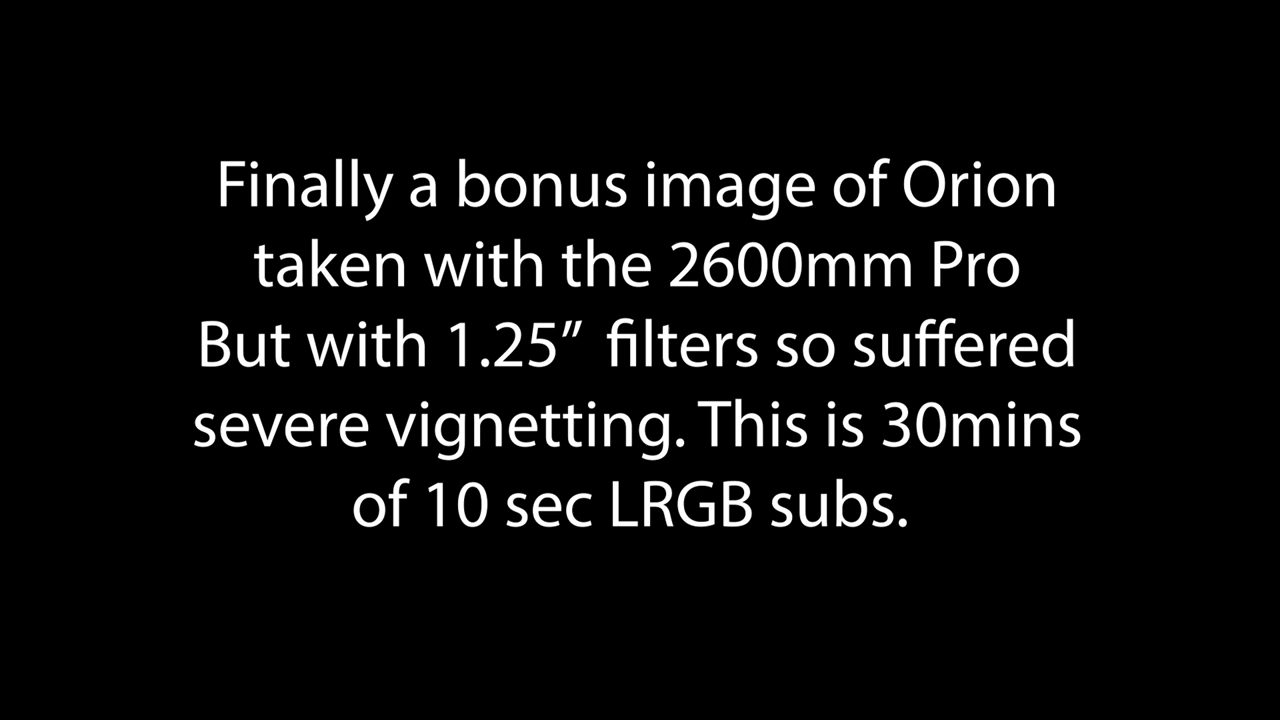 Finally a bonus image of Orion
taken with the 2600mm Pro
But with 1.25” filters so suffered
severe vignetting. This is 30mins
of 10 sec LRGB subs.